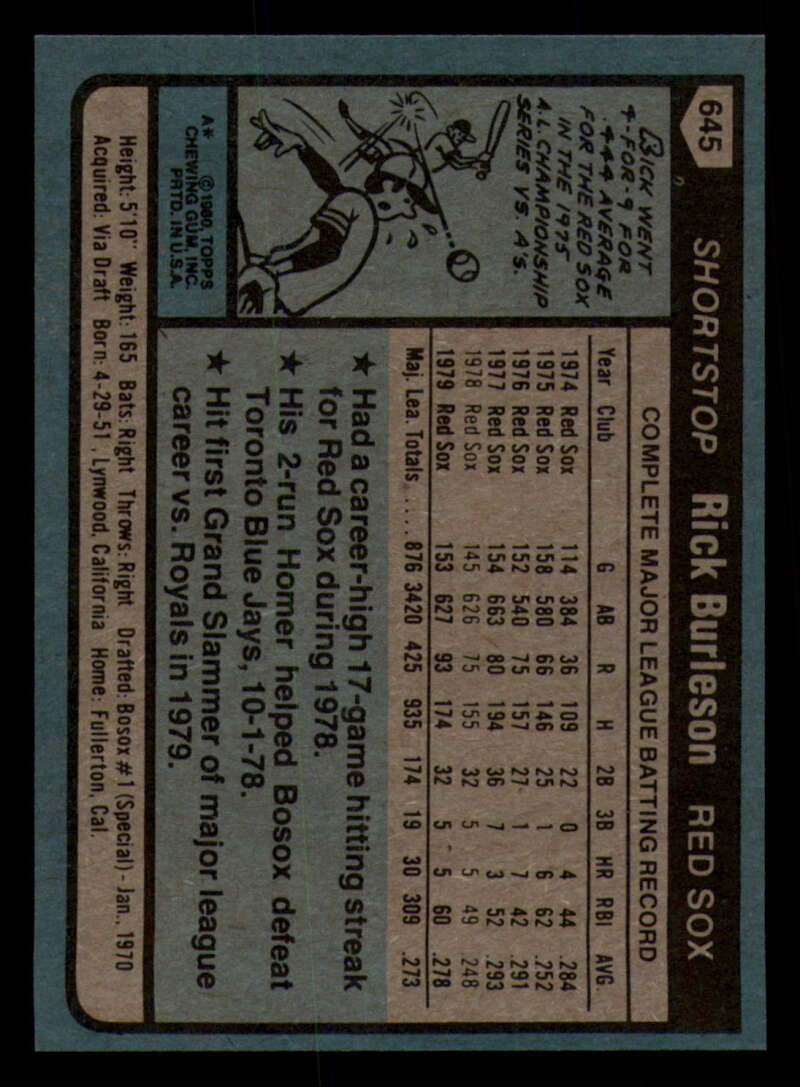 645
SHORTSTOP Rick Burleson RED SOX
RICK WENT
4-FOR-9 FOR
.444 AVERAGE
FOR THE RED SOX
IN THE 1975
A.L. CHAMPIONSHIP
SERIES VS. A'S.
A* © 1980, TOPPS
CHEWING GUM, INC.
PRTD. IN U.S.A.
COMPLETE MAJOR LEAGUE BATTING RECORD
Year Club G AB R H 2B 3B HR RBI AVG.
1974 Red Sox 114 384 36 109 22 0 4 44 .284
1975 Red Sox 158 580 66 146 25 1 6 62 .252
1976 Red Sox 152 540 75 157 27 1 7 42 .291
1977 Red Sox 154 663 80 194 36 7 3 52 .293
1978 Red Sox 145 626 75 155 32 5 5 49 .248
1979 Red Sox 153 627 93 174 32 5 5 60 .278
Maj. Lea. Totals ..... 876 3420 425 935 174 19 30 309 .273
★ Had a career-high 17-game hitting streak
for Red Sox during 1978.
★ His 2-run Homer helped Bosox defeat
Toronto Blue Jays, 10-1-78.
★ Hit first Grand Slammer of major league
career vs. Royals in 1979.
Height: 5'10" Weight: 165 Bats: Right Throws: Right Drafted: Bosox #1 (Special) - Jan., 1970
Acquired: Via Draft Born: 4-29-51, Lynwood, California Home: Fullerton, Cal.